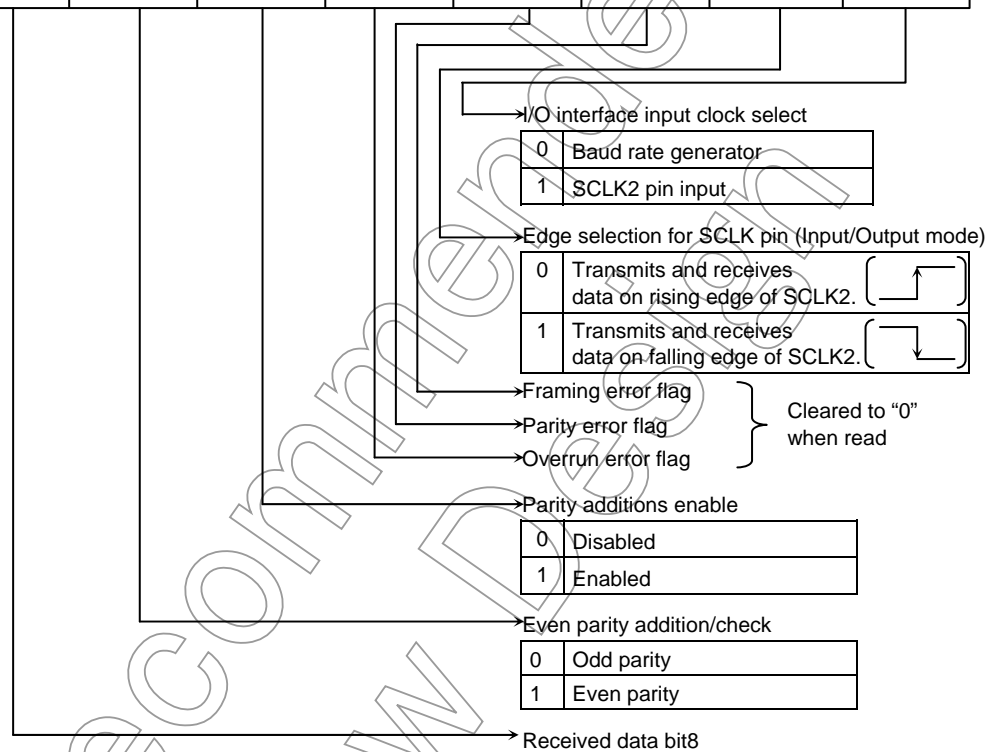 I/O interface input clock select
0 Baud rate generator
1 SCLK2 pin input
Edge selection for SCLK pin (Input/Output mode)
0 Transmits and receives
data on rising edge of SCLK2.
1 Transmits and receives
data on falling edge of SCLK2.
Framing error flag
Parity error flag
Overrun error flag
Cleared to “0”
when read
Parity additions enable
0 Disabled
1 Enabled
Even parity addition/check
0 Odd parity
1 Even parity
Received data bit8
ecommende
w Design